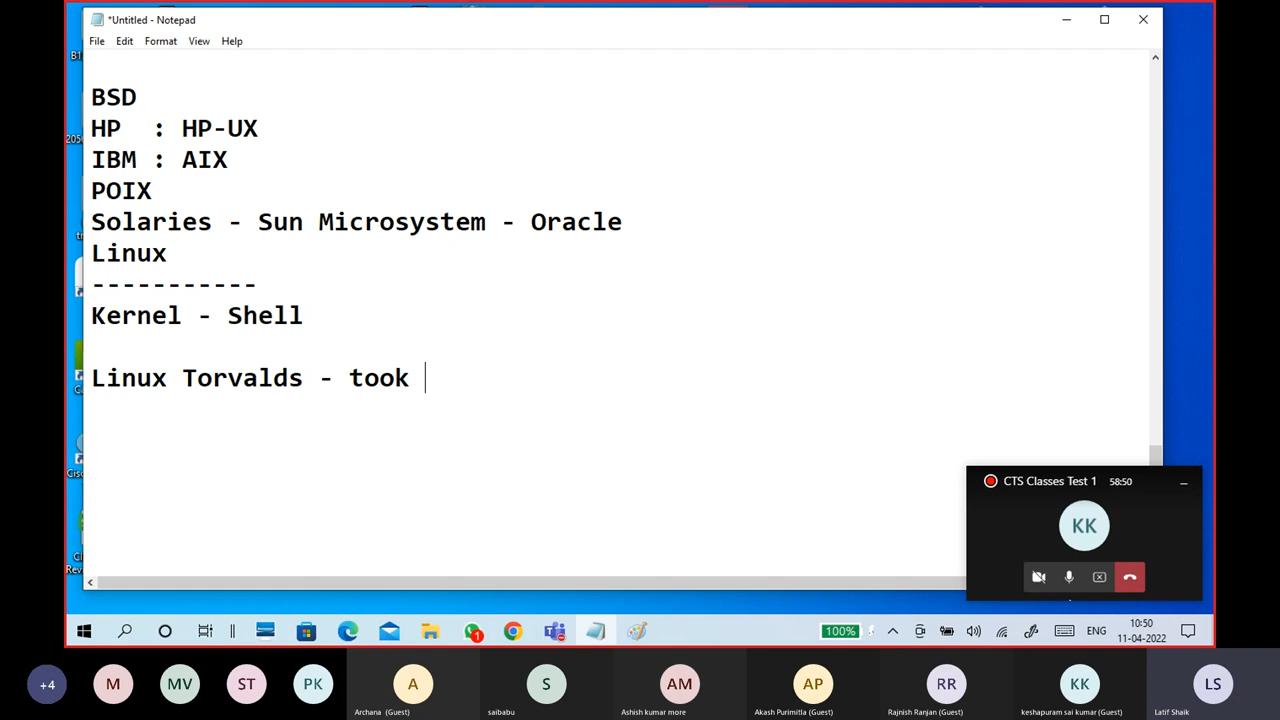 *Untitled - Notepad
File Edit Format View Help
BSD
HP : HP-UX
IBM : AIX
POIX
Solaries - Sun Microsystem - Oracle
Linux
-----------
Kernel - Shell
Linux Torvalds - took
CTS Classes Test 1 58:50
KK
1
100%
ENG
10:50
11-04-2022
+4 M MV ST PK A S AM AP RR KK LS
Archana (Guest) saibabu Ashish kumar more Akash Purimitla (Guest) Rajnish Ranjan (Guest) keshapuram sai kumar (Guest) Latif Shaik